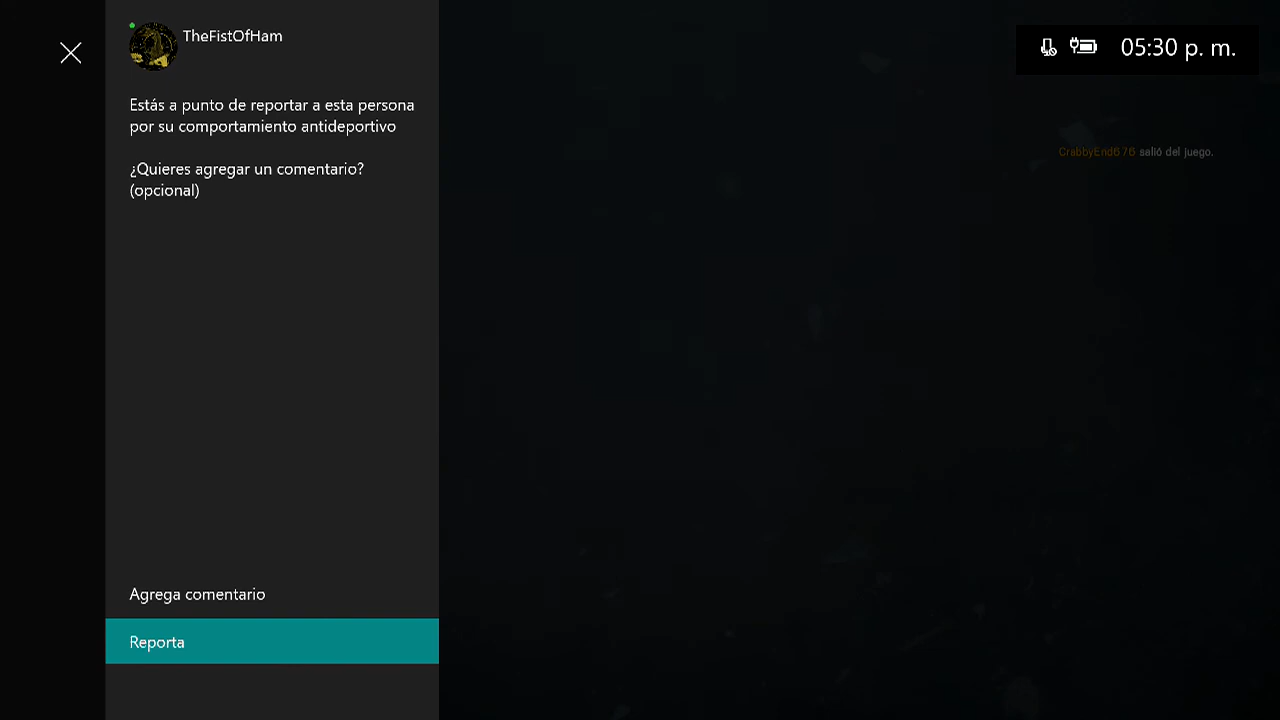 TheFistOfHam
05:30 p. m.
Estás a punto de reportar a esta persona
por su comportamiento antideportivo
¿Quieres agregar un comentario?
(opcional)
CrabbyEnd676 salió del juego.
Agrega comentario
Reporta